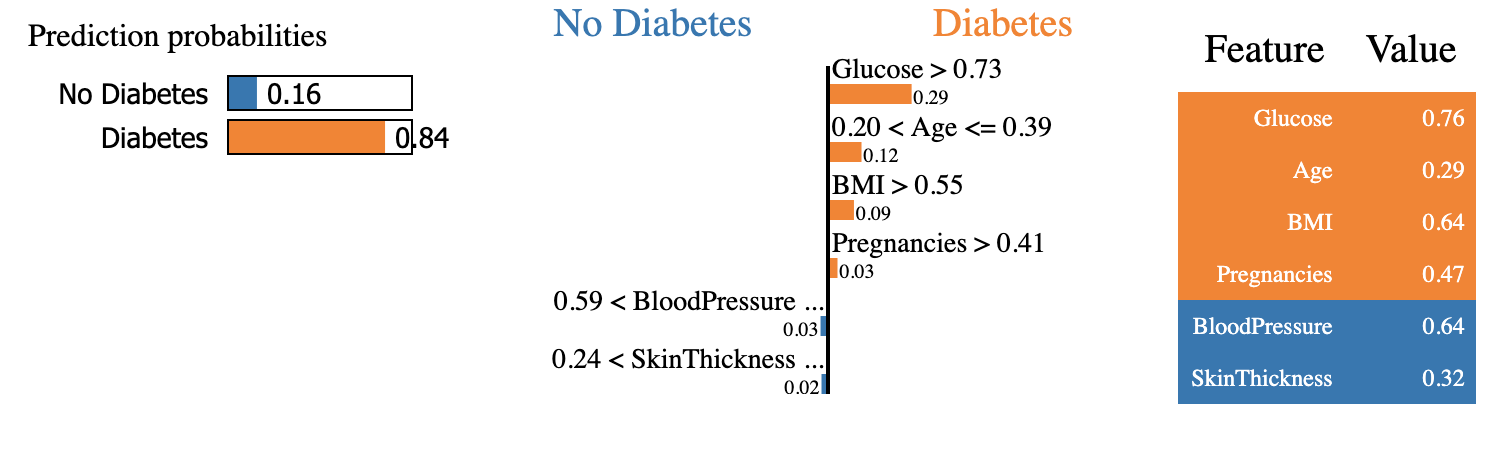 Prediction probabilities
No Diabetes 0.16
Diabetes 0.84
No Diabetes Diabetes
Glucose > 0.73
0.29
0.20 < Age <= 0.39
0.12
BMI > 0.55
0.09
Pregnancies > 0.41
0.03
0.59 < BloodPressure ...
0.03
0.24 < SkinThickness ...
0.02
Feature Value
Glucose 0.76
Age 0.29
BMI 0.64
Pregnancies 0.47
BloodPressure 0.64
SkinThickness 0.32